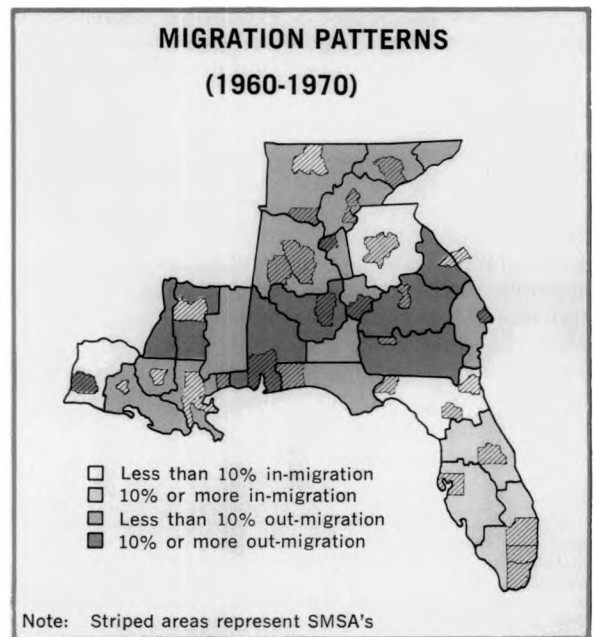 MIGRATION PATTERNS
(1960-1970)
Less than 10% in-migration
10% or more in-migration
Less than 10% out-migration
10% or more out-migration
Note: Striped areas represent SMSA's